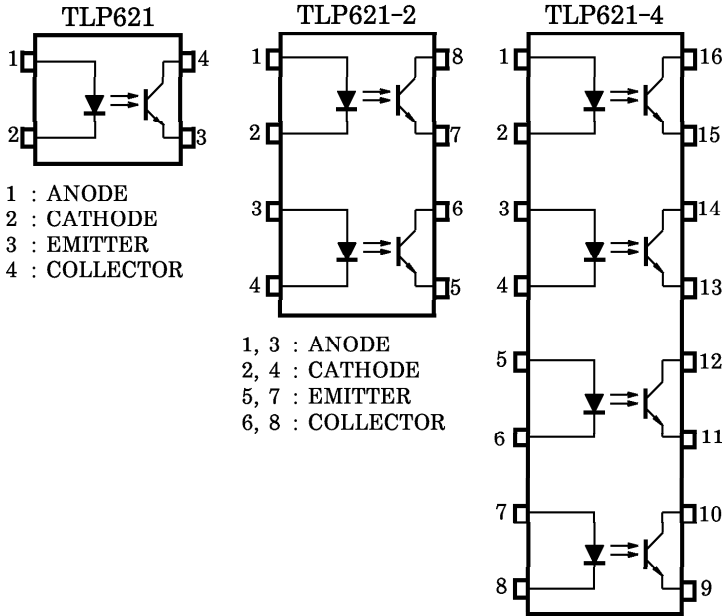 TLP621
1
4
2
3
1 : ANODE
2 : CATHODE
3 : EMITTER
4 : COLLECTOR
TLP621-2
1
8
2
7
3
6
4
5
1, 3 : ANODE
2, 4 : CATHODE
5, 7 : EMITTER
6, 8 : COLLECTOR
TLP621-4
1
16
2
15
3
14
4
13
5
12
6
11
7
10
8
9